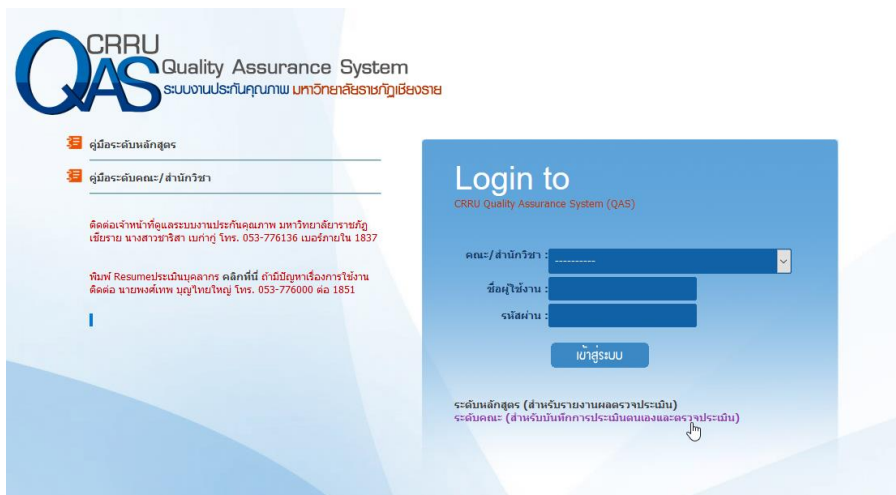 CRRU
QAS
Quality Assurance System
ระบบงานประกันคุณภาพ มหาวิทยาลัยราชภัฏเชียงราย
คู่มือระดับหลักสูตร
คู่มือระดับคณะ/สำนักวิชา
ติดต่อเจ้าหน้าที่ดูแลระบบงานประกันคุณภาพ มหาวิทยาลัยราชภัฏ
เชียราย นางสาวชาริสา เมก่ากู่ โทร. 053-776136 เบอร์ภายใน 1837
พิมพ์ Resumeประเมินบุคลากร คลิกที่นี่ ถ้ามีปัญหาเรื่องการใช้งาน
ติดต่อ นายพงศ์เทพ บุญไทยใหญ่ โทร. 053-776000 ต่อ 1851
Login to
CRRU Quality Assurance System (QAS)
คณะ/สำนักวิชา : ----------
ชื่อผู้ใช้งาน :
รหัสผ่าน :
เข้าสู่ระบบ
ระดับหลักสูตร (สำหรับรายงานผลตรวจประเมิน)
ระดับคณะ (สำหรับบันทึกการประเมินตนเองและตรวจประเมิน)